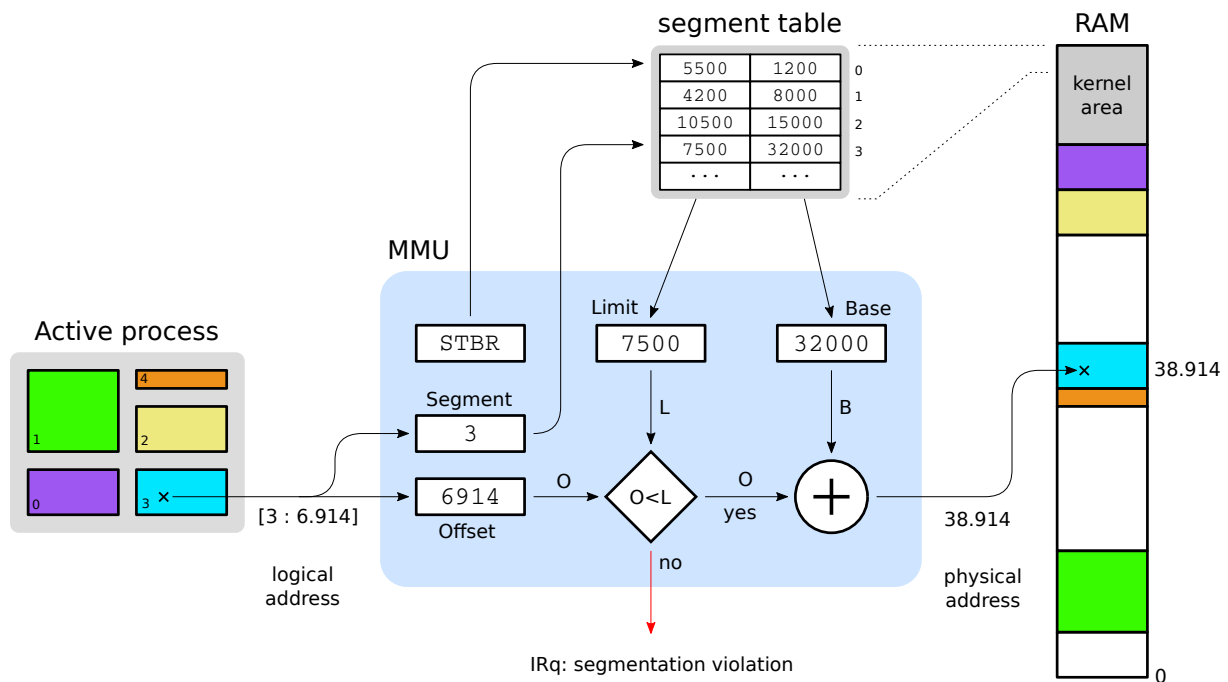 segment table
RAM
5500 1200 0
4200 8000 1
10500 15000 2
7500 32000 3
... ...
kernel
area
MMU
Limit
Base
STBR
7500
32000
Active process
4
1
2
0
3
Segment
3
L
B
38.914
6914
Offset
O
O<L
O
yes
no
[3 : 6.914]
38.914
logical
address
physical
address
IRq: segmentation violation
0